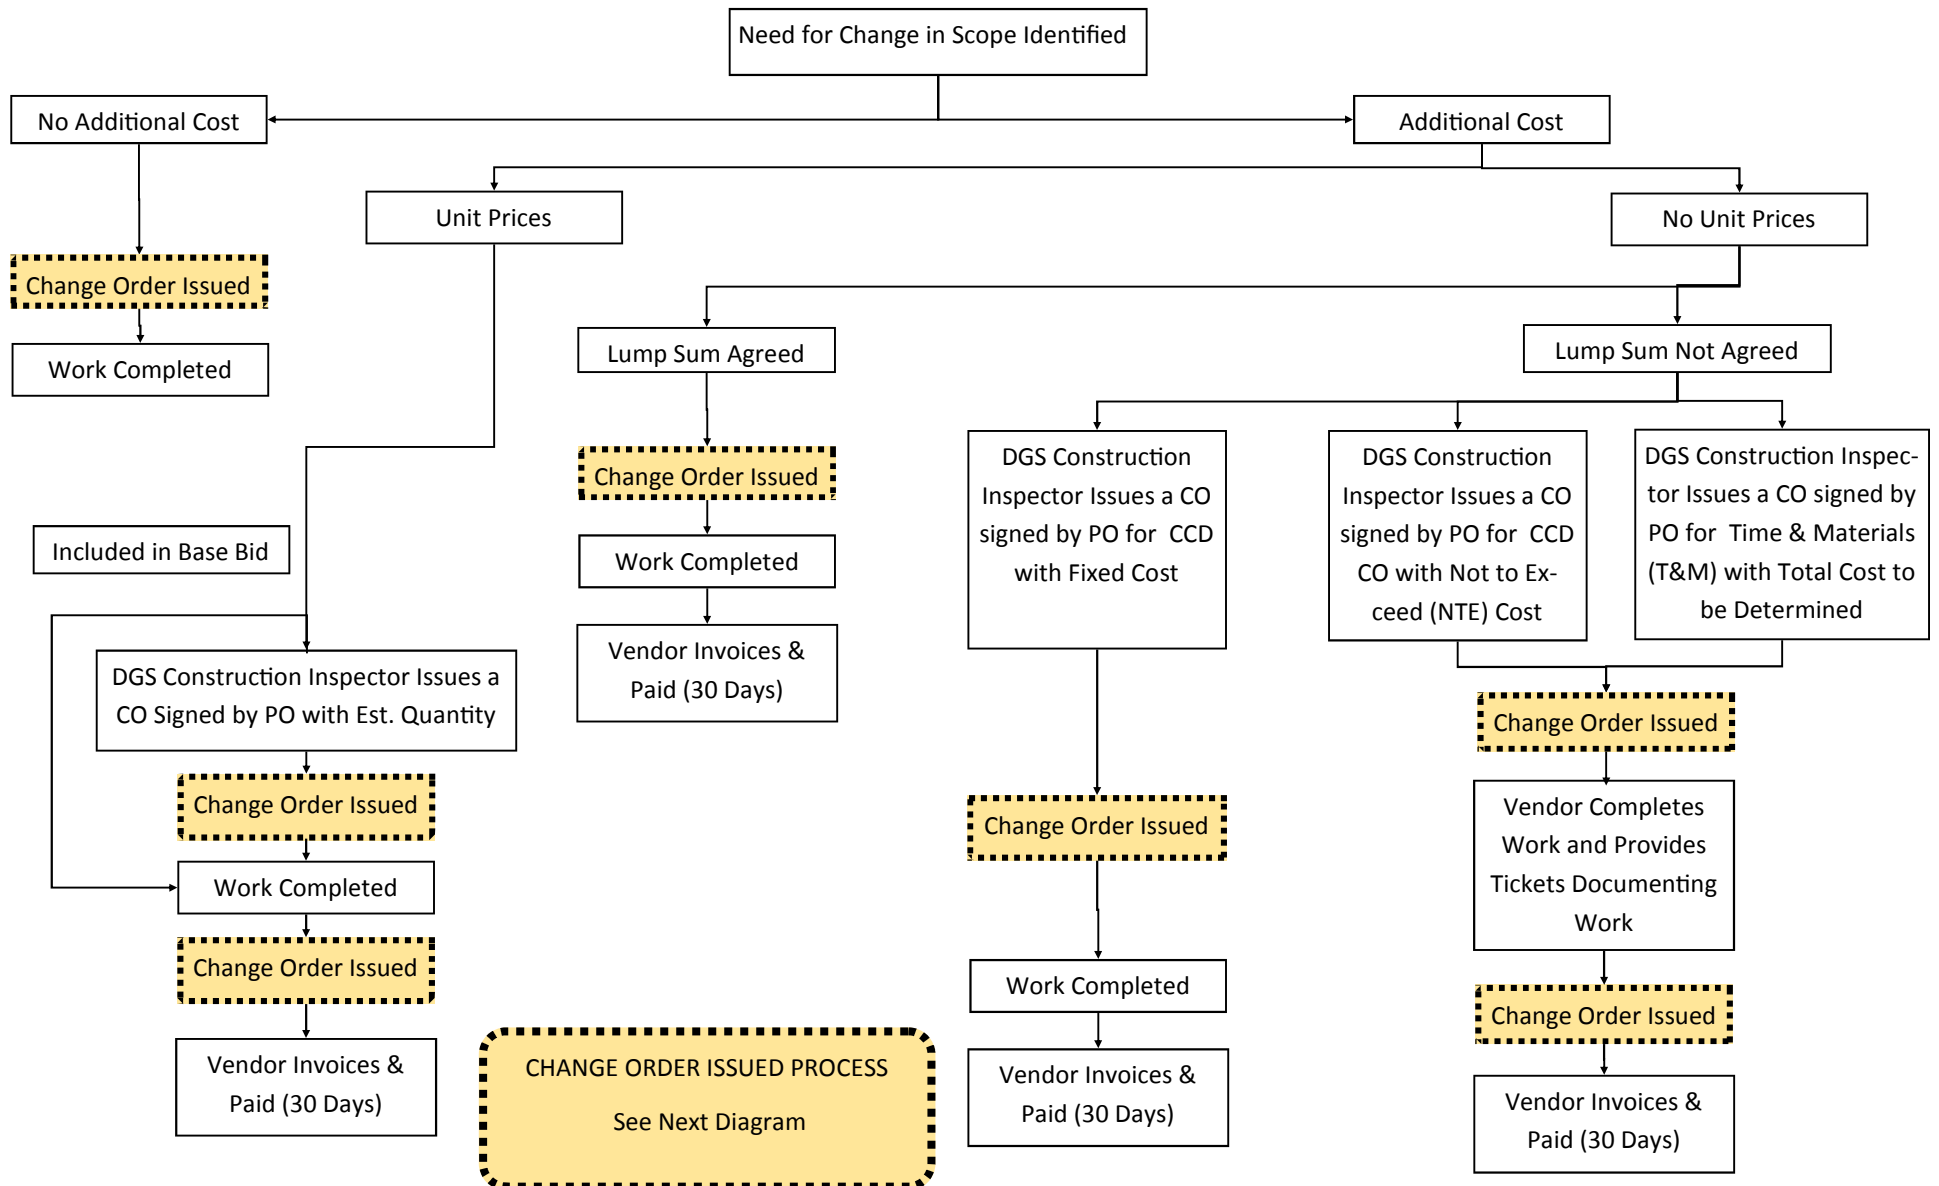 Need for Change in Scope Identified
No Additional Cost
Additional Cost
Unit Prices
No Unit Prices
Change Order Issued
Work Completed
Lump Sum Agreed
Lump Sum Not Agreed
Change Order Issued
Work Completed
Vendor Invoices &
Paid (30 Days)
DGS Construction
Inspector Issues a CO
signed by PO for  CCD
with Fixed Cost
DGS Construction
Inspector Issues a CO
signed by PO for  CCD
CO with Not to Ex-
ceed (NTE) Cost
DGS Construction Inspec-
tor Issues a CO signed by
PO for  Time & Materials
(T&M) with Total Cost to
be Determined
Included in Base Bid
DGS Construction Inspector Issues a
CO Signed by PO with Est. Quantity
Change Order Issued
Work Completed
Change Order Issued
Vendor Invoices &
Paid (30 Days)
Change Order Issued
Work Completed
Vendor Invoices &
Paid (30 Days)
Change Order Issued
Vendor Completes
Work and Provides
Tickets Documenting
Work
Change Order Issued
Vendor Invoices &
Paid (30 Days)
CHANGE ORDER ISSUED PROCESS
See Next Diagram